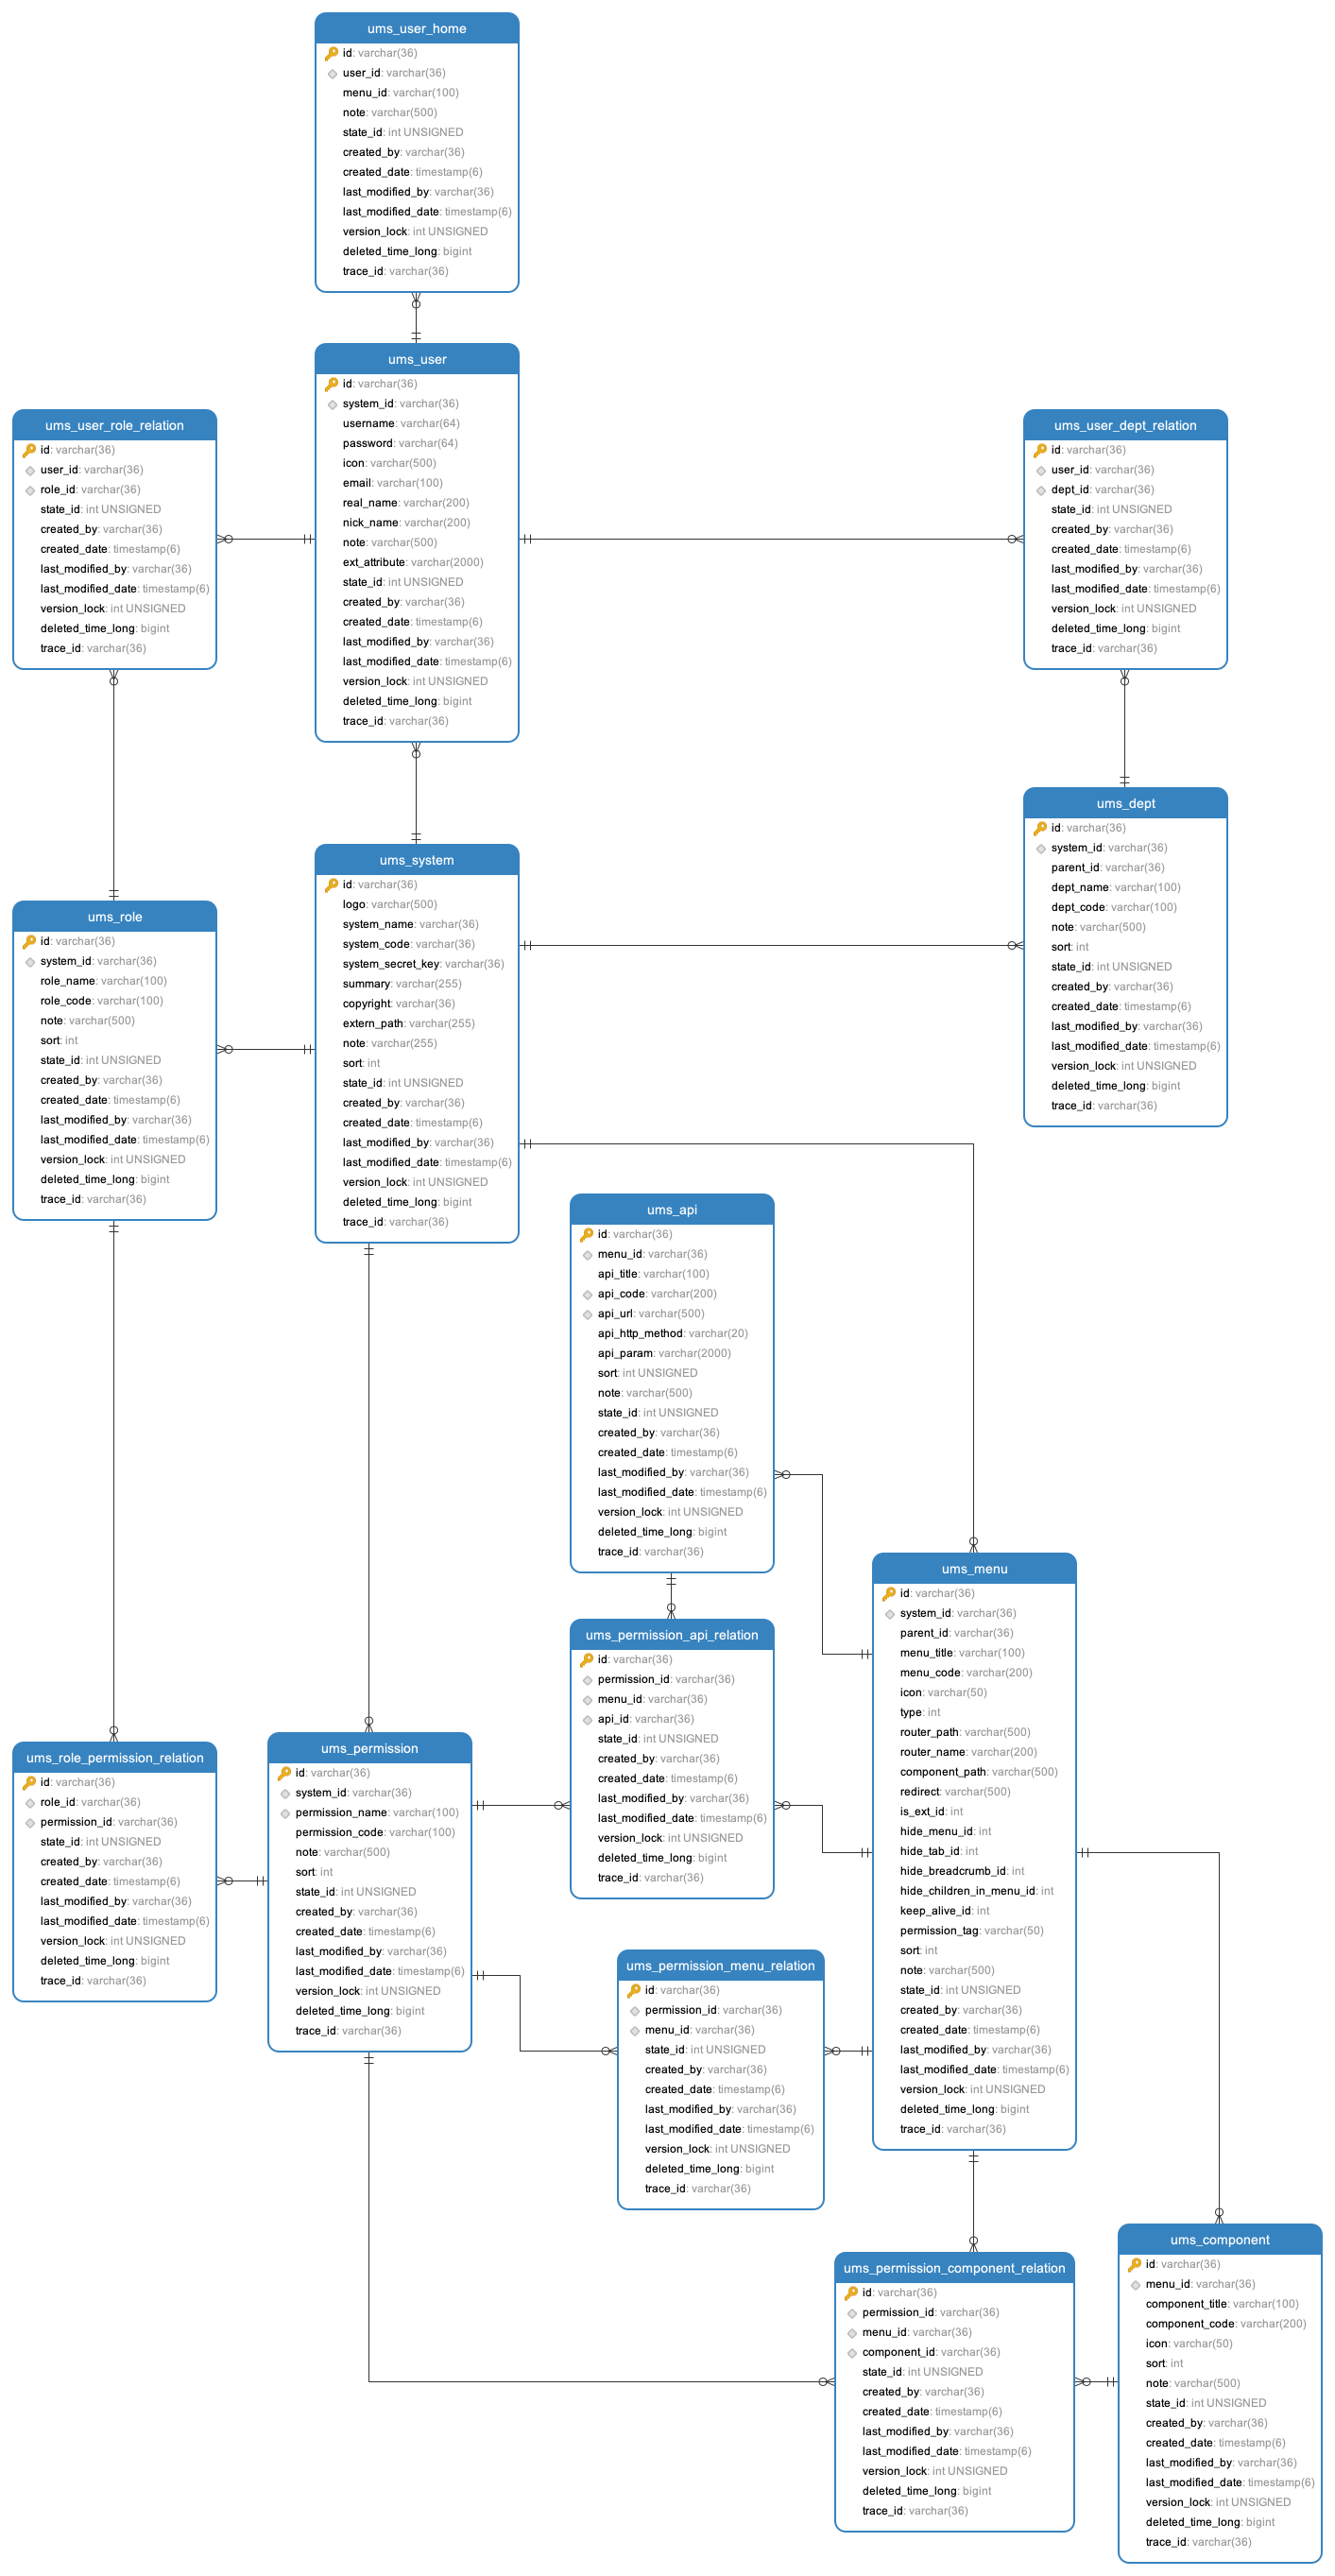 ums_user_home
id: varchar(36)
user_id: varchar(36)
menu_id: varchar(100)
note: varchar(500)
state_id: int UNSIGNED
created_by: varchar(36)
created_date: timestamp(6)
last_modified_by: varchar(36)
last_modified_date: timestamp(6)
version_lock: int UNSIGNED
deleted_time_long: bigint
trace_id: varchar(36)
ums_user
id: varchar(36)
system_id: varchar(36)
username: varchar(64)
password: varchar(64)
icon: varchar(500)
email: varchar(100)
real_name: varchar(200)
nick_name: varchar(200)
note: varchar(500)
ext_attribute: varchar(2000)
state_id: int UNSIGNED
created_by: varchar(36)
created_date: timestamp(6)
last_modified_by: varchar(36)
last_modified_date: timestamp(6)
version_lock: int UNSIGNED
deleted_time_long: bigint
trace_id: varchar(36)
ums_user_role_relation
id: varchar(36)
user_id: varchar(36)
role_id: varchar(36)
state_id: int UNSIGNED
created_by: varchar(36)
created_date: timestamp(6)
last_modified_by: varchar(36)
last_modified_date: timestamp(6)
version_lock: int UNSIGNED
deleted_time_long: bigint
trace_id: varchar(36)
ums_user_dept_relation
id: varchar(36)
user_id: varchar(36)
dept_id: varchar(36)
state_id: int UNSIGNED
created_by: varchar(36)
created_date: timestamp(6)
last_modified_by: varchar(36)
last_modified_date: timestamp(6)
version_lock: int UNSIGNED
deleted_time_long: bigint
trace_id: varchar(36)
ums_dept
id: varchar(36)
system_id: varchar(36)
parent_id: varchar(36)
dept_name: varchar(100)
dept_code: varchar(100)
note: varchar(500)
sort: int
state_id: int UNSIGNED
created_by: varchar(36)
created_date: timestamp(6)
last_modified_by: varchar(36)
last_modified_date: timestamp(6)
version_lock: int UNSIGNED
deleted_time_long: bigint
trace_id: varchar(36)
ums_system
id: varchar(36)
logo: varchar(500)
system_name: varchar(36)
system_code: varchar(36)
system_secret_key: varchar(36)
summary: varchar(255)
copyright: varchar(36)
extern_path: varchar(255)
note: varchar(255)
sort: int
state_id: int UNSIGNED
created_by: varchar(36)
created_date: timestamp(6)
last_modified_by: varchar(36)
last_modified_date: timestamp(6)
version_lock: int UNSIGNED
deleted_time_long: bigint
trace_id: varchar(36)
ums_role
id: varchar(36)
system_id: varchar(36)
role_name: varchar(100)
role_code: varchar(100)
note: varchar(500)
sort: int
state_id: int UNSIGNED
created_by: varchar(36)
created_date: timestamp(6)
last_modified_by: varchar(36)
last_modified_date: timestamp(6)
version_lock: int UNSIGNED
deleted_time_long: bigint
trace_id: varchar(36)
ums_api
id: varchar(36)
menu_id: varchar(36)
api_title: varchar(100)
api_code: varchar(200)
api_url: varchar(500)
api_http_method: varchar(20)
api_param: varchar(2000)
sort: int UNSIGNED
note: varchar(500)
state_id: int UNSIGNED
created_by: varchar(36)
created_date: timestamp(6)
last_modified_by: varchar(36)
last_modified_date: timestamp(6)
version_lock: int UNSIGNED
deleted_time_long: bigint
trace_id: varchar(36)
ums_menu
id: varchar(36)
system_id: varchar(36)
parent_id: varchar(36)
menu_title: varchar(100)
menu_code: varchar(200)
icon: varchar(50)
type: int
router_path: varchar(500)
router_name: varchar(200)
component_path: varchar(500)
redirect: varchar(500)
is_ext_id: int
hide_menu_id: int
hide_tab_id: int
hide_breadcrumb_id: int
hide_children_in_menu_id: int
keep_alive_id: int
permission_tag: varchar(50)
sort: int
note: varchar(500)
state_id: int UNSIGNED
created_by: varchar(36)
created_date: timestamp(6)
last_modified_by: varchar(36)
last_modified_date: timestamp(6)
version_lock: int UNSIGNED
deleted_time_long: bigint
trace_id: varchar(36)
ums_permission_api_relation
id: varchar(36)
permission_id: varchar(36)
menu_id: varchar(36)
api_id: varchar(36)
state_id: int UNSIGNED
created_by: varchar(36)
created_date: timestamp(6)
last_modified_by: varchar(36)
last_modified_date: timestamp(6)
version_lock: int UNSIGNED
deleted_time_long: bigint
trace_id: varchar(36)
ums_role_permission_relation
id: varchar(36)
role_id: varchar(36)
permission_id: varchar(36)
state_id: int UNSIGNED
created_by: varchar(36)
created_date: timestamp(6)
last_modified_by: varchar(36)
last_modified_date: timestamp(6)
version_lock: int UNSIGNED
deleted_time_long: bigint
trace_id: varchar(36)
ums_permission
id: varchar(36)
system_id: varchar(36)
permission_name: varchar(100)
permission_code: varchar(100)
note: varchar(500)
sort: int
state_id: int UNSIGNED
created_by: varchar(36)
created_date: timestamp(6)
last_modified_by: varchar(36)
last_modified_date: timestamp(6)
version_lock: int UNSIGNED
deleted_time_long: bigint
trace_id: varchar(36)
ums_permission_menu_relation
id: varchar(36)
permission_id: varchar(36)
menu_id: varchar(36)
state_id: int UNSIGNED
created_by: varchar(36)
created_date: timestamp(6)
last_modified_by: varchar(36)
last_modified_date: timestamp(6)
version_lock: int UNSIGNED
deleted_time_long: bigint
trace_id: varchar(36)
ums_permission_component_relation
id: varchar(36)
permission_id: varchar(36)
menu_id: varchar(36)
component_id: varchar(36)
state_id: int UNSIGNED
created_by: varchar(36)
created_date: timestamp(6)
last_modified_by: varchar(36)
last_modified_date: timestamp(6)
version_lock: int UNSIGNED
deleted_time_long: bigint
trace_id: varchar(36)
ums_component
id: varchar(36)
menu_id: varchar(36)
component_title: varchar(100)
component_code: varchar(200)
icon: varchar(50)
sort: int
note: varchar(500)
state_id: int UNSIGNED
created_by: varchar(36)
created_date: timestamp(6)
last_modified_by: varchar(36)
last_modified_date: timestamp(6)
version_lock: int UNSIGNED
deleted_time_long: bigint
trace_id: varchar(36)